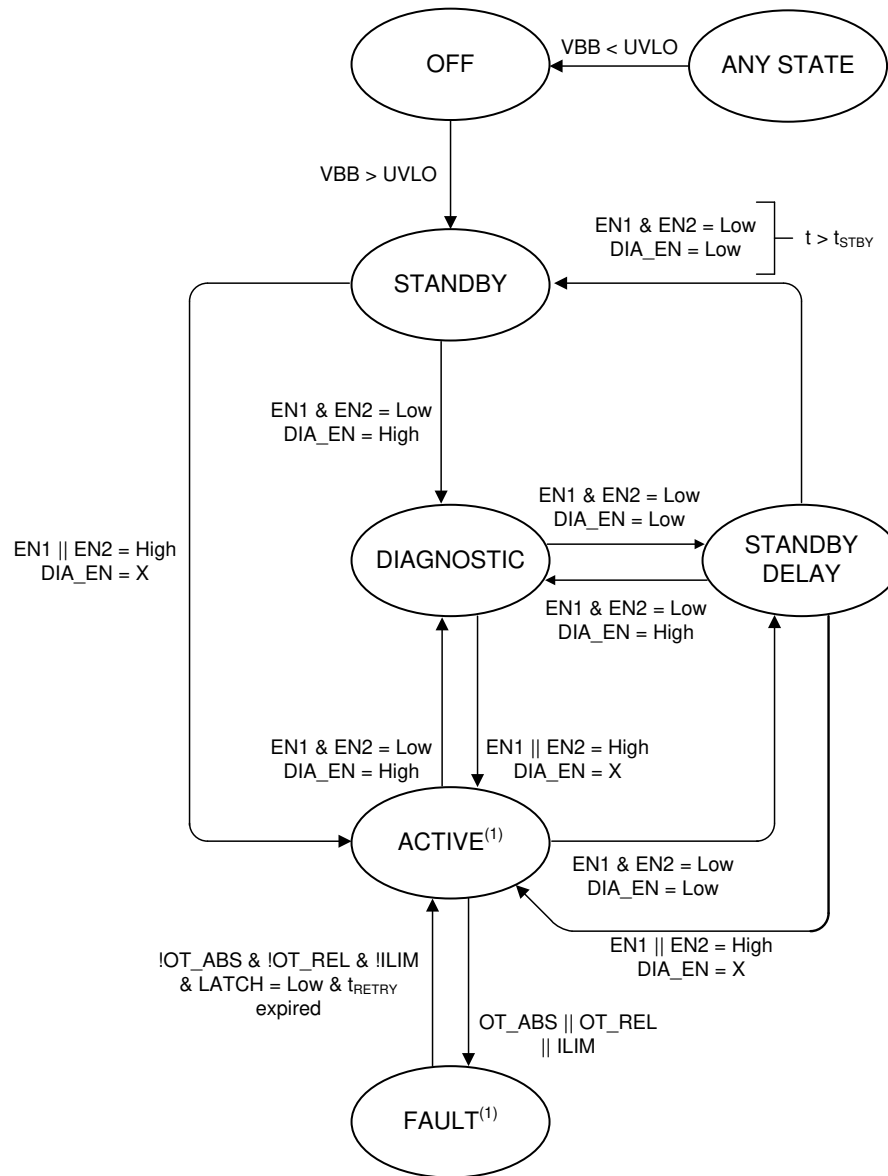 OFF
VBB < UVLO
ANY STATE
VBB > UVLO
EN1 & EN2 = Low
DIA_EN = Low
t > tSTBY
STANDBY
EN1 & EN2 = Low
DIA_EN = High
EN1 || EN2 = High
DIA_EN = X
DIAGNOSTIC
EN1 & EN2 = Low
DIA_EN = Low
STANDBY
DELAY
EN1 & EN2 = Low
DIA_EN = High
EN1 & EN2 = Low
DIA_EN = High
EN1 || EN2 = High
DIA_EN = X
ACTIVE(1)
EN1 & EN2 = Low
DIA_EN = Low
EN1 || EN2 = High
DIA_EN = X
!OT_ABS & !OT_REL & !ILIM
& LATCH = Low & tRETRY
expired
OT_ABS || OT_REL
|| ILIM
FAULT(1)